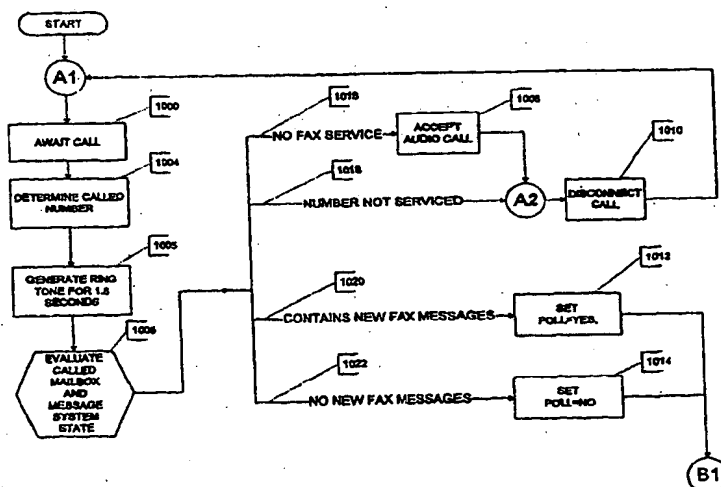 START
A1
1000
AWAIT CALL
1004
DETERMINE CALLED
NUMBER
1005
GENERATE RING
TONE FOR 1.8
SECONDS
1006
EVALUATE
CALLED
MAILBOX
AND
MESSAGE
SYSTEM
STATE
1018
NO FAX SERVICE
1008
ACCEPT
AUDIO CALL
1018
NUMBER NOT SERVICED
A2
1010
DISCONNECT
CALL
1020
CONTAINS NEW FAX MESSAGES
1012
SET
POLL=YES,
1022
NO NEW FAX MESSAGES
1014
SET
POLL=NO
B1